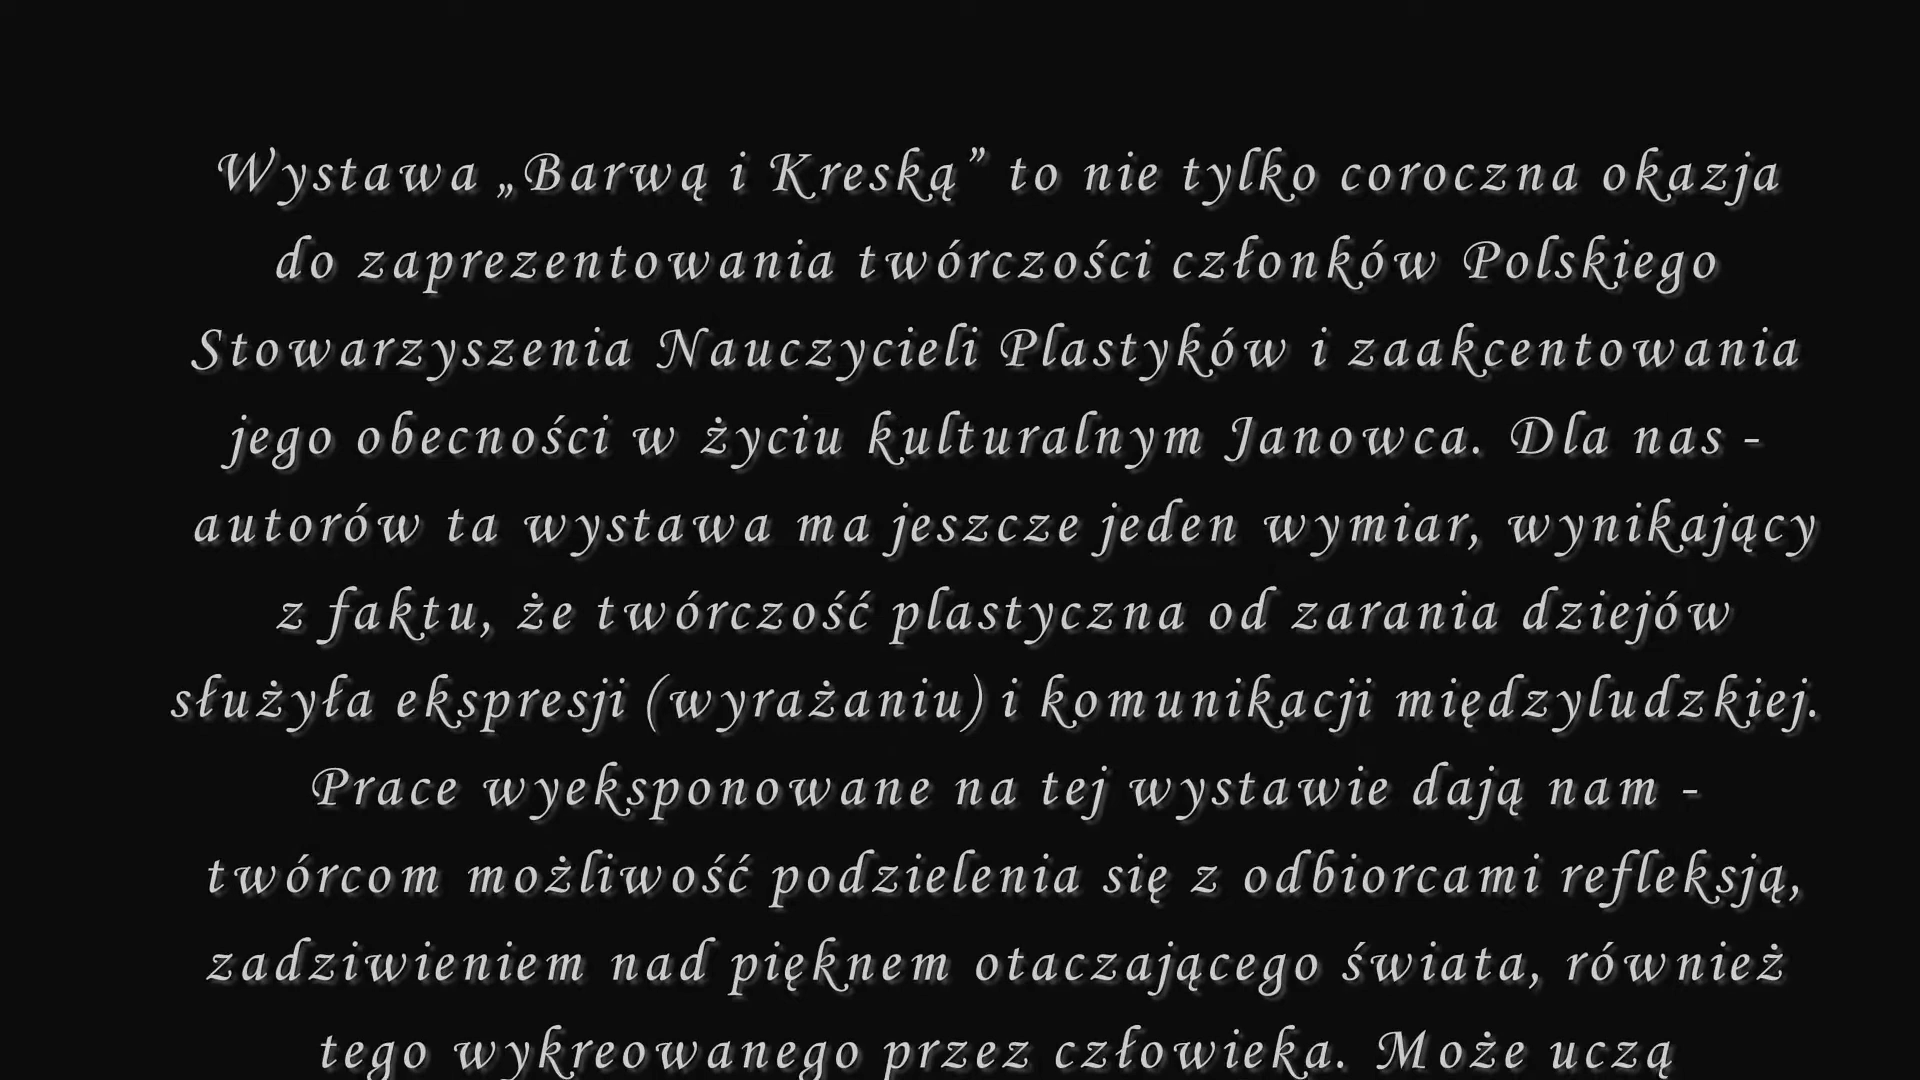 Wystawa „Barwą i Kreską” to nie tylko coroczna okazja
do zaprezentowania twórczości członków Polskiego
Stowarzyszenia Nauczycieli Plastyków i zaakcentowania
jego obecności w życiu kulturalnym Janowca. Dla nas -
autorów ta wystawa ma jeszcze jeden wymiar, wynikający
z faktu, że twórczość plastyczna od zarania dziejów
służyła ekspresji (wyrażaniu) i komunikacji międzyludzkiej.
Prace wyeksponowane na tej wystawie dają nam -
twórcom możliwość podzielenia się z odbiorcami refleksją,
zadziwieniem nad pięknem otaczającego świata, również
tego wykreowanego przez człowieka. Może uczą